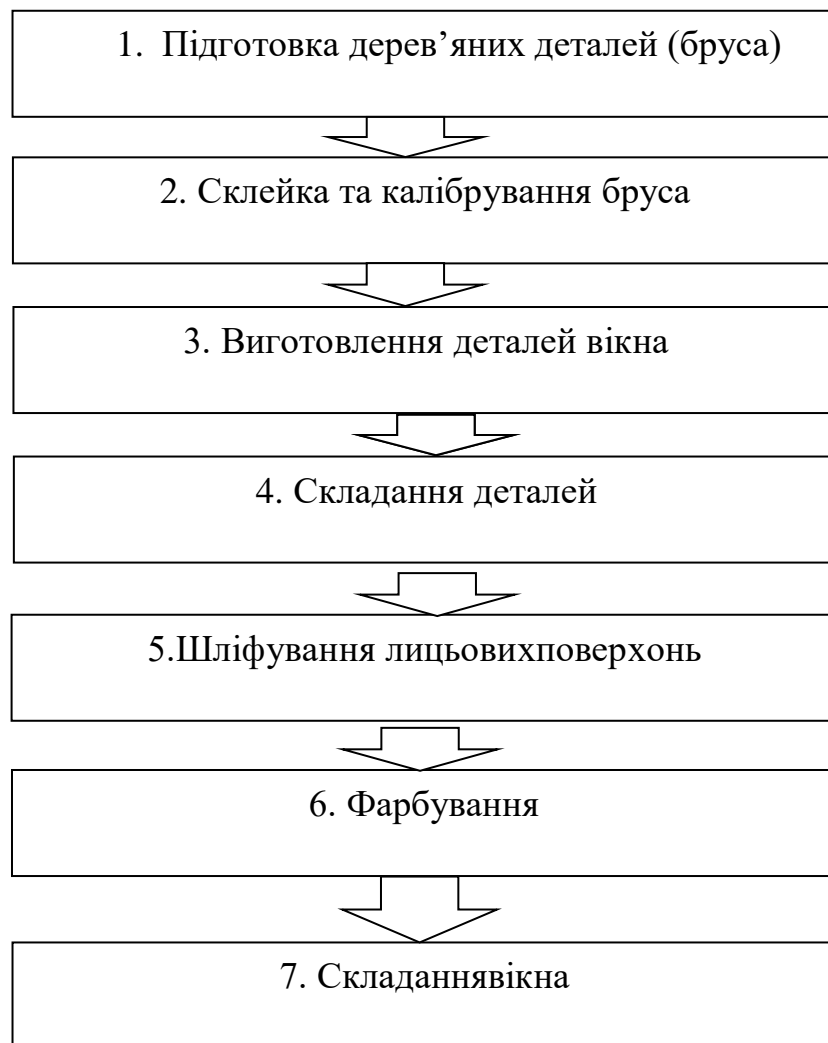 1. Підготовка дерев’яних деталей (бруса)
2. Склейка та калібрування бруса
3. Виготовлення деталей вікна
4. Складання деталей
5.Шліфування лицьовихповерхонь
6. Фарбування
7. Складаннявікна